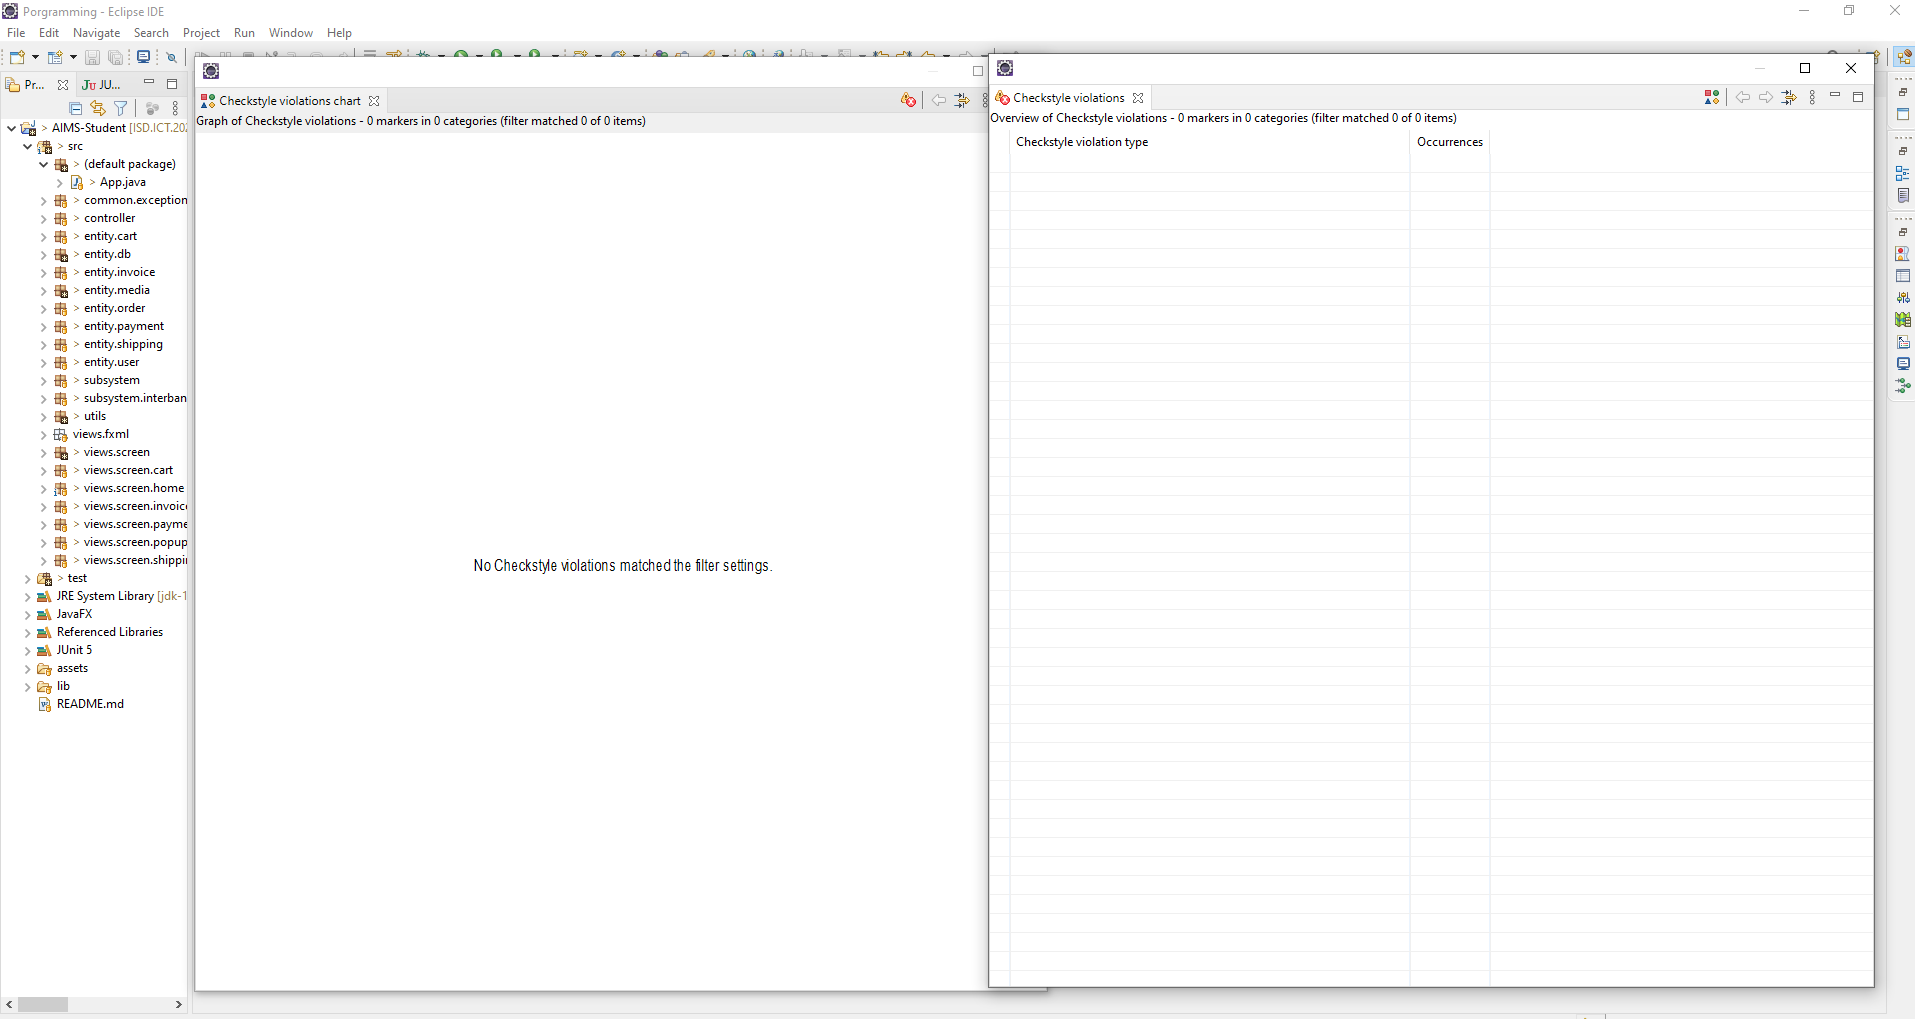 Porgramming - Eclipse IDE
File Edit Navigate Search Project Run Window Help
Pr...
JU...
> AIMS-Student [ISD.ICT.20
> src
> (default package)
> App.java
> common.exception
> controller
> entity.cart
> entity.db
> entity.invoice
> entity.media
> entity.order
> entity.payment
> entity.shipping
> entity.user
> subsystem
> subsystem.interban
> utils
views.fxml
> views.screen
> views.screen.cart
> views.screen.home
> views.screen.invoic
> views.screen.payme
> views.screen.popup
> views.screen.shippi
> test
JRE System Library [jdk-1
JavaFX
Referenced Libraries
JUnit 5
assets
lib
README.md
Checkstyle violations chart
Graph of Checkstyle violations - 0 markers in 0 categories (filter matched 0 of 0 items)
No Checkstyle violations matched the filter settings.
Checkstyle violations
Overview of Checkstyle violations - 0 markers in 0 categories (filter matched 0 of 0 items)
Checkstyle violation type Occurrences